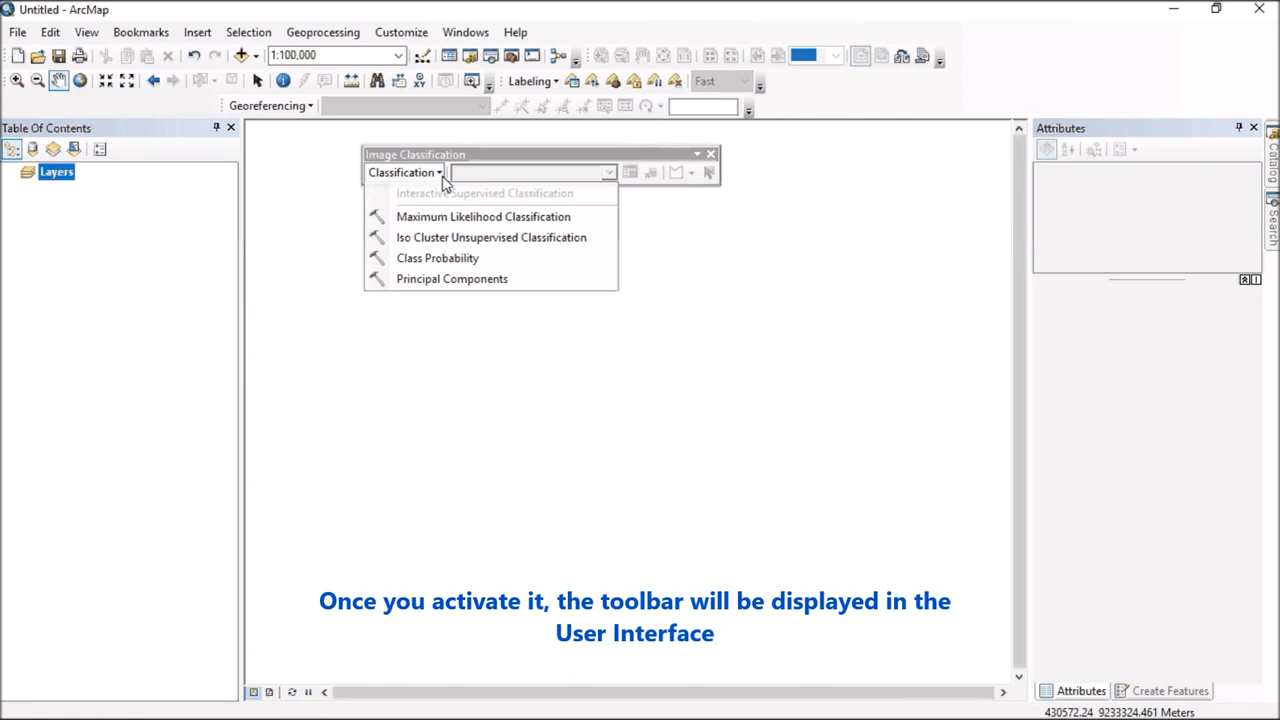 Untitled - ArcMap
File Edit View Bookmarks Insert Selection Geoprocessing Customize Windows Help
1:100,000
Labeling Fast
Georeferencing
Table Of Contents
Layers
Image Classification
Classification
Interactive Supervised Classification
Maximum Likelihood Classification
Iso Cluster Unsupervised Classification
Class Probability
Principal Components
Attributes
Catalog
Search
Once you activate it, the toolbar will be displayed in the
User Interface
Attributes Create Features
430572.24 9233324.461 Meters